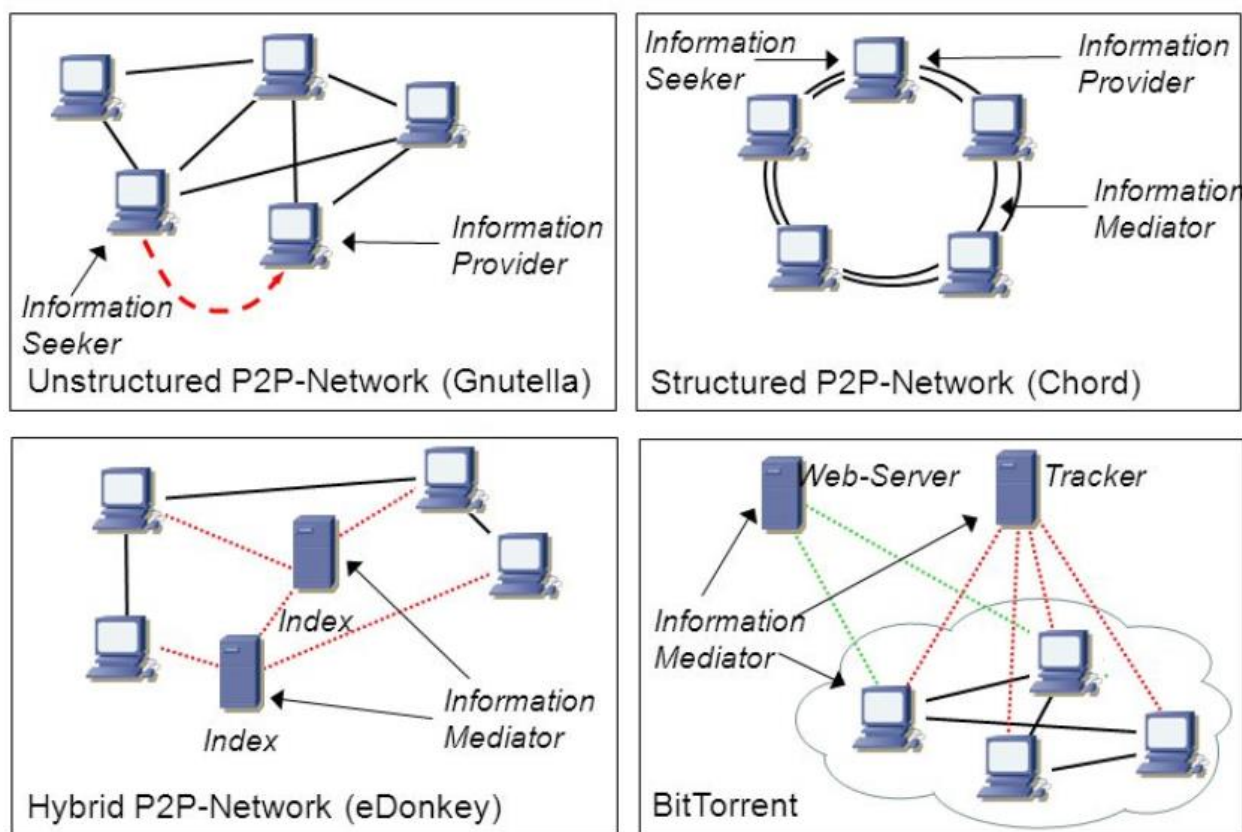 Information
Seeker
Information
Provider
Unstructured P2P-Network (Gnutella)
Information
Seeker
Information
Provider
Information
Mediator
Structured P2P-Network (Chord)
Index
Index
Information
Mediator
Hybrid P2P-Network (eDonkey)
Web-Server
Tracker
Information
Mediator
BitTorrent